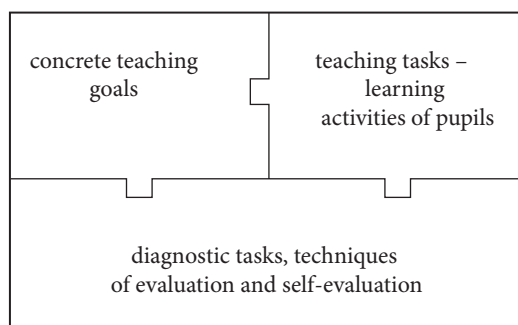 concrete teaching
goals
teaching tasks –
learning
activities of pupils
diagnostic tasks, techniques
of evaluation and self-evaluation